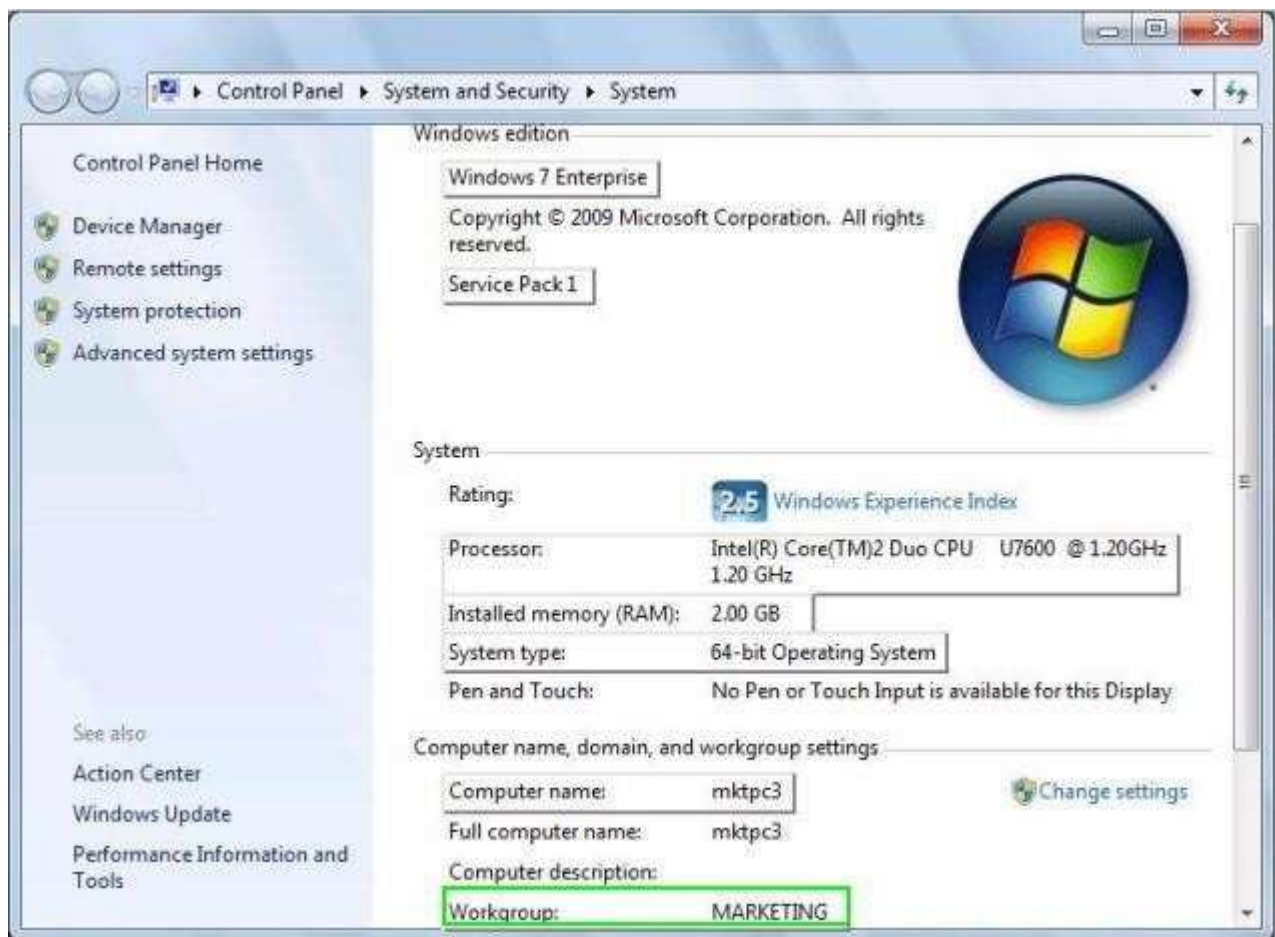 Control Panel ▸ System and Security ▸ System
Control Panel Home
Device Manager
Remote settings
System protection
Advanced system settings
See also
Action Center
Windows Update
Performance Information and
Tools
Windows edition
Windows 7 Enterprise
Copyright © 2009 Microsoft Corporation. All rights
reserved.
Service Pack 1
System
Rating: 2.5 Windows Experience Index
Processor: Intel(R) Core(TM)2 Duo CPU U7600 @ 1.20GHz
1.20 GHz
Installed memory (RAM): 2.00 GB
System type: 64-bit Operating System
Pen and Touch: No Pen or Touch Input is available for this Display
Computer name, domain, and workgroup settings
Computer name: mktpc3 Change settings
Full computer name: mktpc3
Computer description:
Workgroup: MARKETING